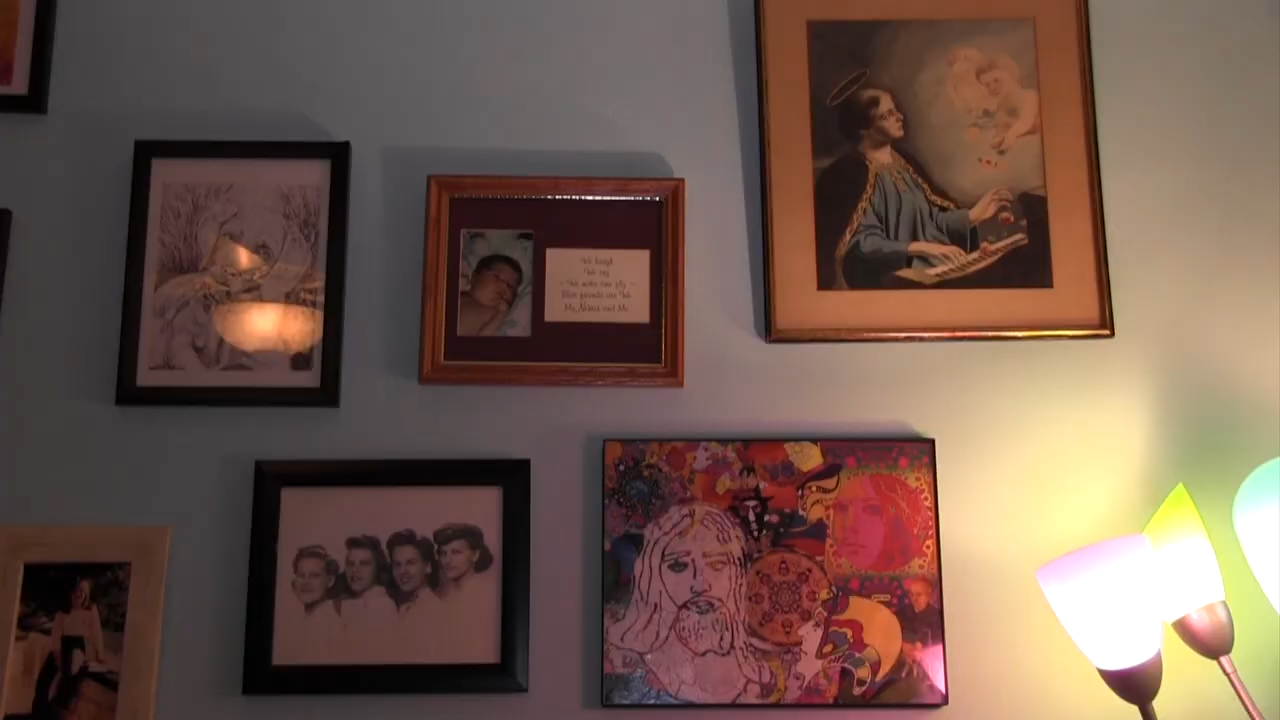 We laugh
We cry
We make time fly
Best friends are We
My Nana and Me